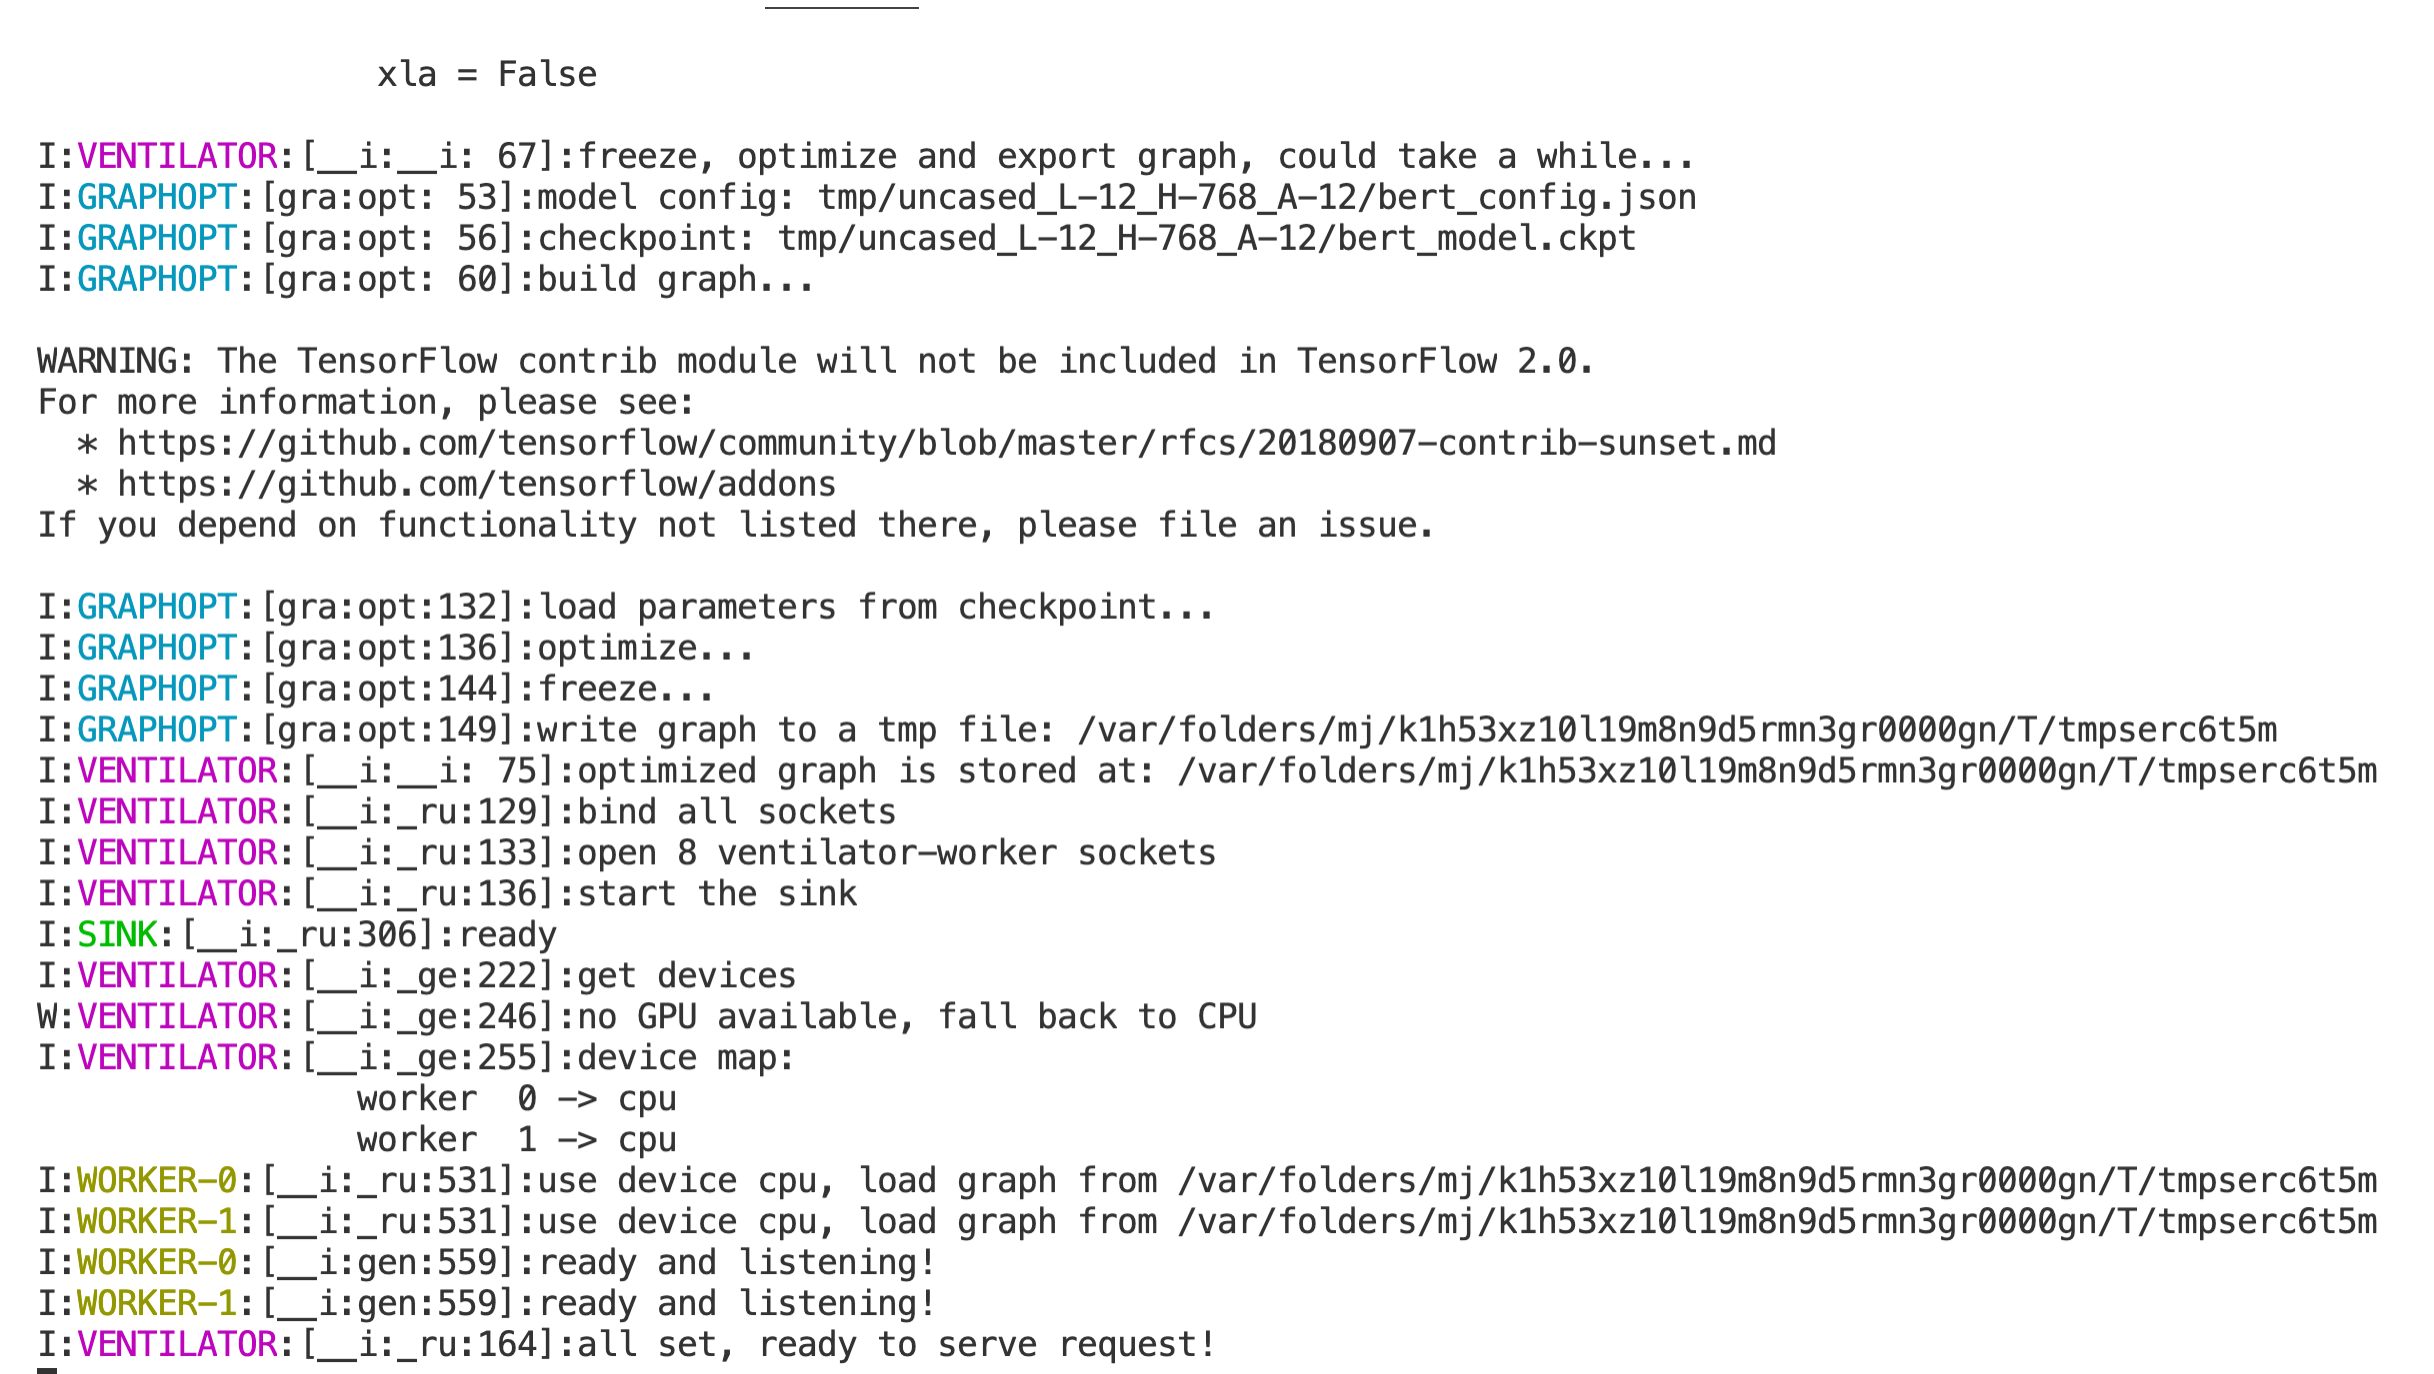 xla = False
I:VENTILATOR:[__i:__i: 67]:freeze, optimize and export graph, could take a while...
I:GRAPHOPT:[gra:opt: 53]:model config: tmp/uncased_L-12_H-768_A-12/bert_config.json
I:GRAPHOPT:[gra:opt: 56]:checkpoint: tmp/uncased_L-12_H-768_A-12/bert_model.ckpt
I:GRAPHOPT:[gra:opt: 60]:build graph...
WARNING: The TensorFlow contrib module will not be included in TensorFlow 2.0.
For more information, please see:
  * https://github.com/tensorflow/community/blob/master/rfcs/20180907-contrib-sunset.md
  * https://github.com/tensorflow/addons
If you depend on functionality not listed there, please file an issue.
I:GRAPHOPT:[gra:opt:132]:load parameters from checkpoint...
I:GRAPHOPT:[gra:opt:136]:optimize...
I:GRAPHOPT:[gra:opt:144]:freeze...
I:GRAPHOPT:[gra:opt:149]:write graph to a tmp file: /var/folders/mj/k1h53xz10l19m8n9d5rmn3gr0000gn/T/tmpserc6t5m
I:VENTILATOR:[__i:__i: 75]:optimized graph is stored at: /var/folders/mj/k1h53xz10l19m8n9d5rmn3gr0000gn/T/tmpserc6t5m
I:VENTILATOR:[__i:_ru:129]:bind all sockets
I:VENTILATOR:[__i:_ru:133]:open 8 ventilator-worker sockets
I:VENTILATOR:[__i:_ru:136]:start the sink
I:SINK:[__i:_ru:306]:ready
I:VENTILATOR:[__i:_ge:222]:get devices
W:VENTILATOR:[__i:_ge:246]:no GPU available, fall back to CPU
I:VENTILATOR:[__i:_ge:255]:device map:
                worker  0 -> cpu
                worker  1 -> cpu
I:WORKER-0:[__i:_ru:531]:use device cpu, load graph from /var/folders/mj/k1h53xz10l19m8n9d5rmn3gr0000gn/T/tmpserc6t5m
I:WORKER-1:[__i:_ru:531]:use device cpu, load graph from /var/folders/mj/k1h53xz10l19m8n9d5rmn3gr0000gn/T/tmpserc6t5m
I:WORKER-0:[__i:gen:559]:ready and listening!
I:WORKER-1:[__i:gen:559]:ready and listening!
I:VENTILATOR:[__i:_ru:164]:all set, ready to serve request!